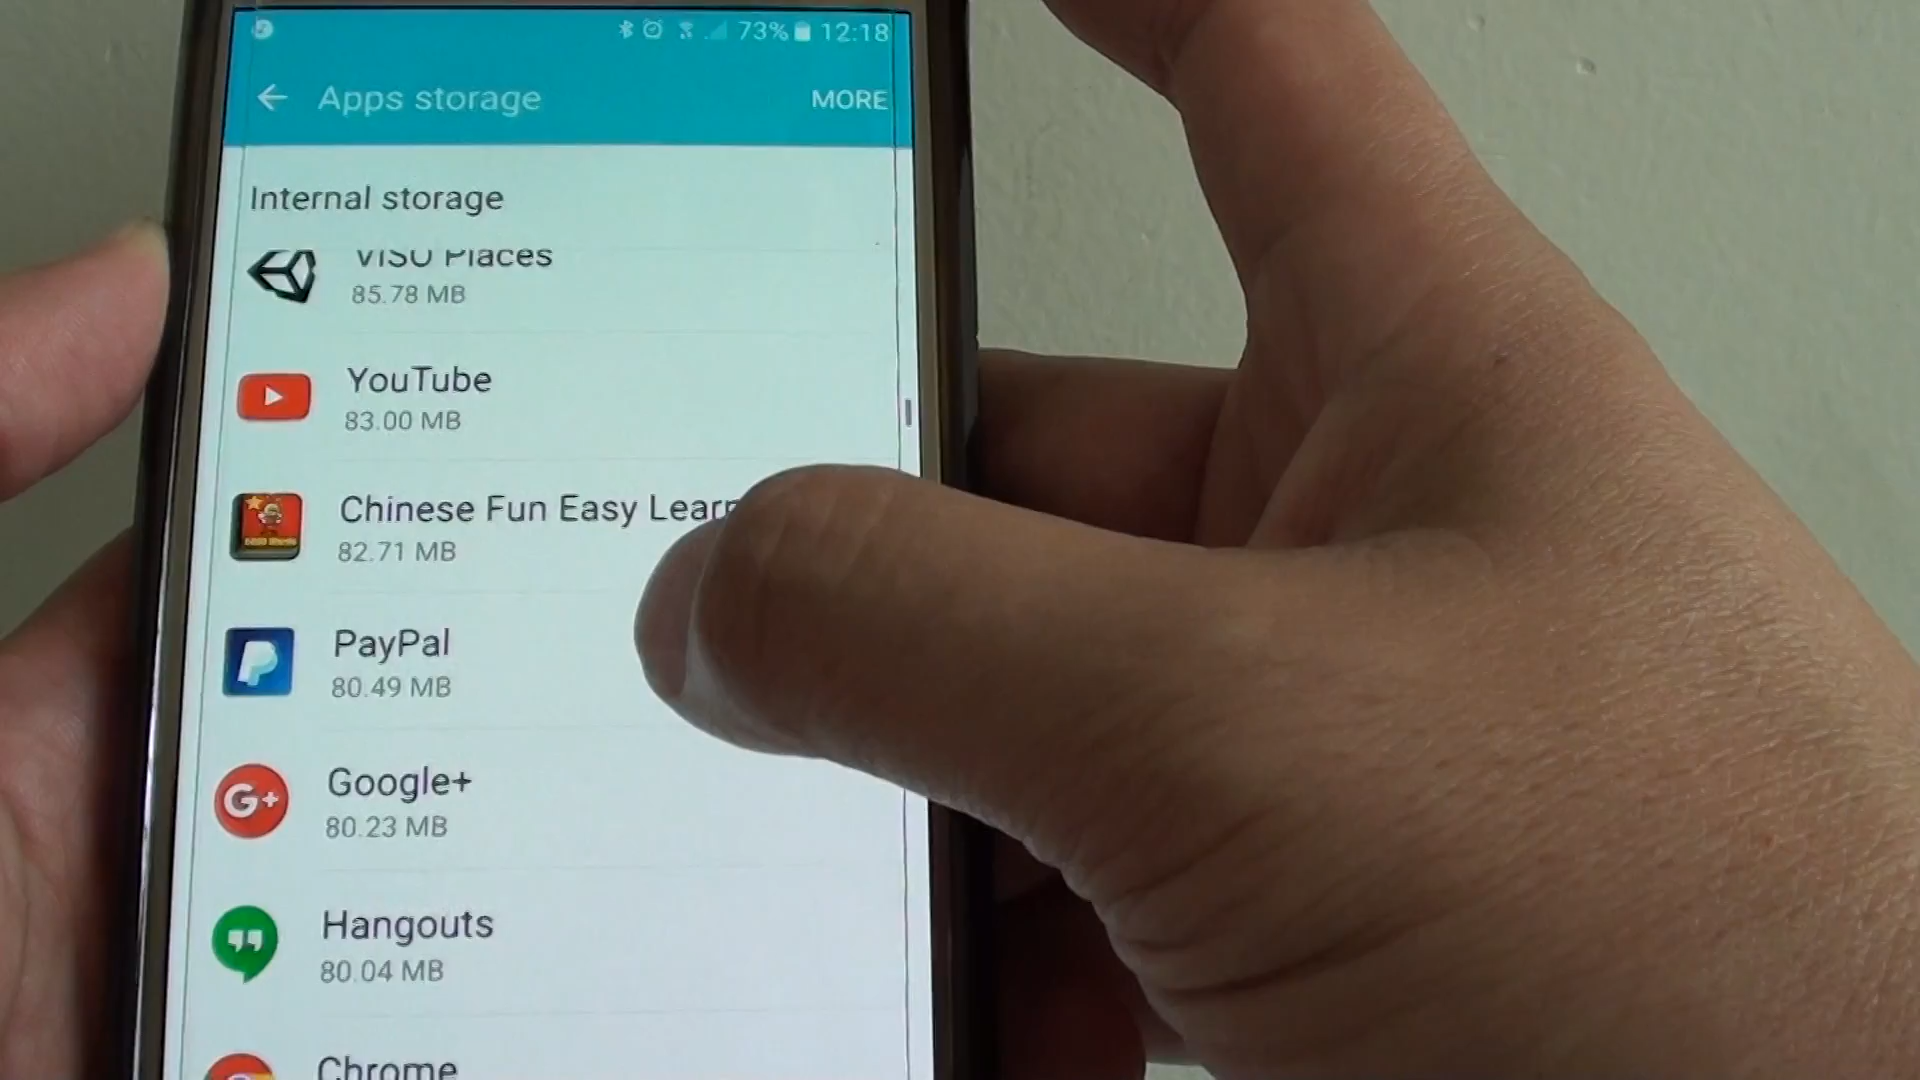 73% 12:18
Apps storage MORE
Internal storage
VISO Places
85.78 MB
YouTube
83.00 MB
Chinese Fun Easy Lear
82.71 MB
PayPal
80.49 MB
Google+
80.23 MB
Hangouts
80.04 MB
Chrome